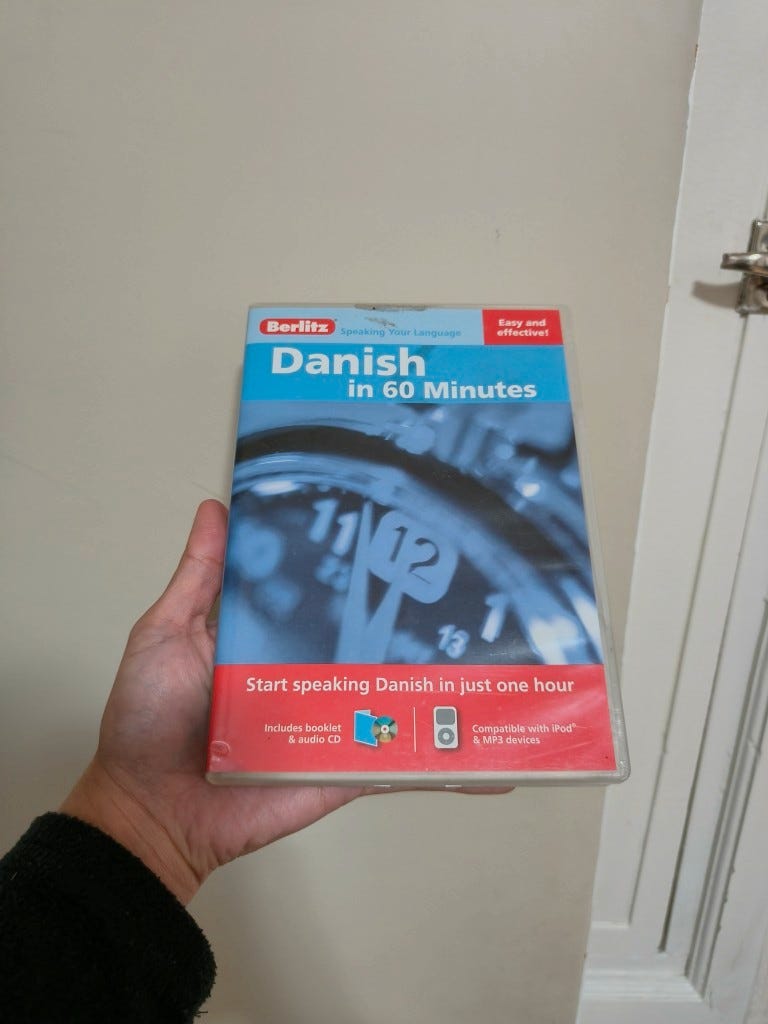 Berlitz® Speaking Your Language
Easy and
effective!
Danish
in 60 Minutes
11
12
1
13
Start speaking Danish in just one hour
Includes booklet
& audio CD
Compatible with iPod®
& MP3 devices